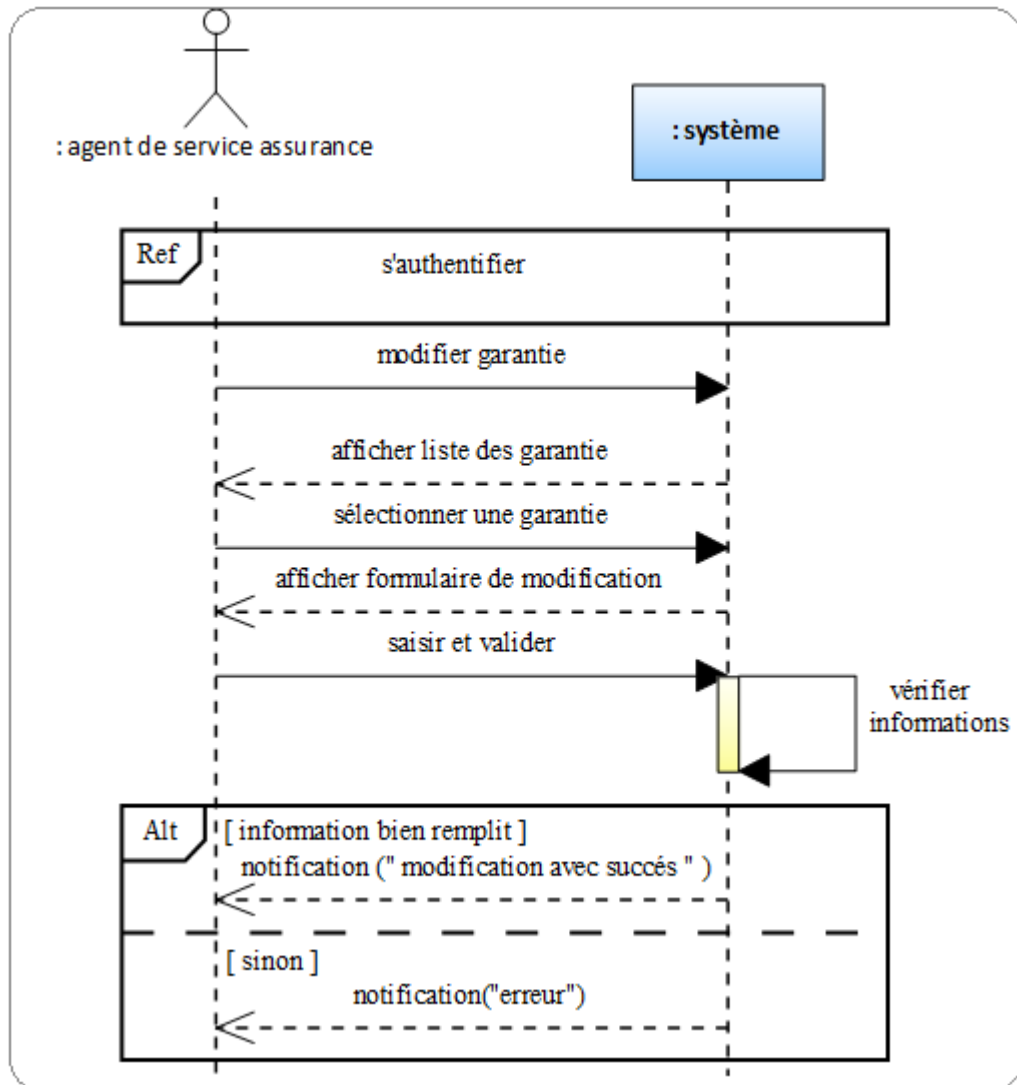 : agent de service assurance
: système
Ref
s'authentifier
modifier garantie
afficher liste des garantie
sélectionner une garantie
afficher formulaire de modification
saisir et valider
vérifier
informations
Alt
[ information bien remplit ]
notification (" modification avec succés " )
[ sinon ]
notification("erreur")